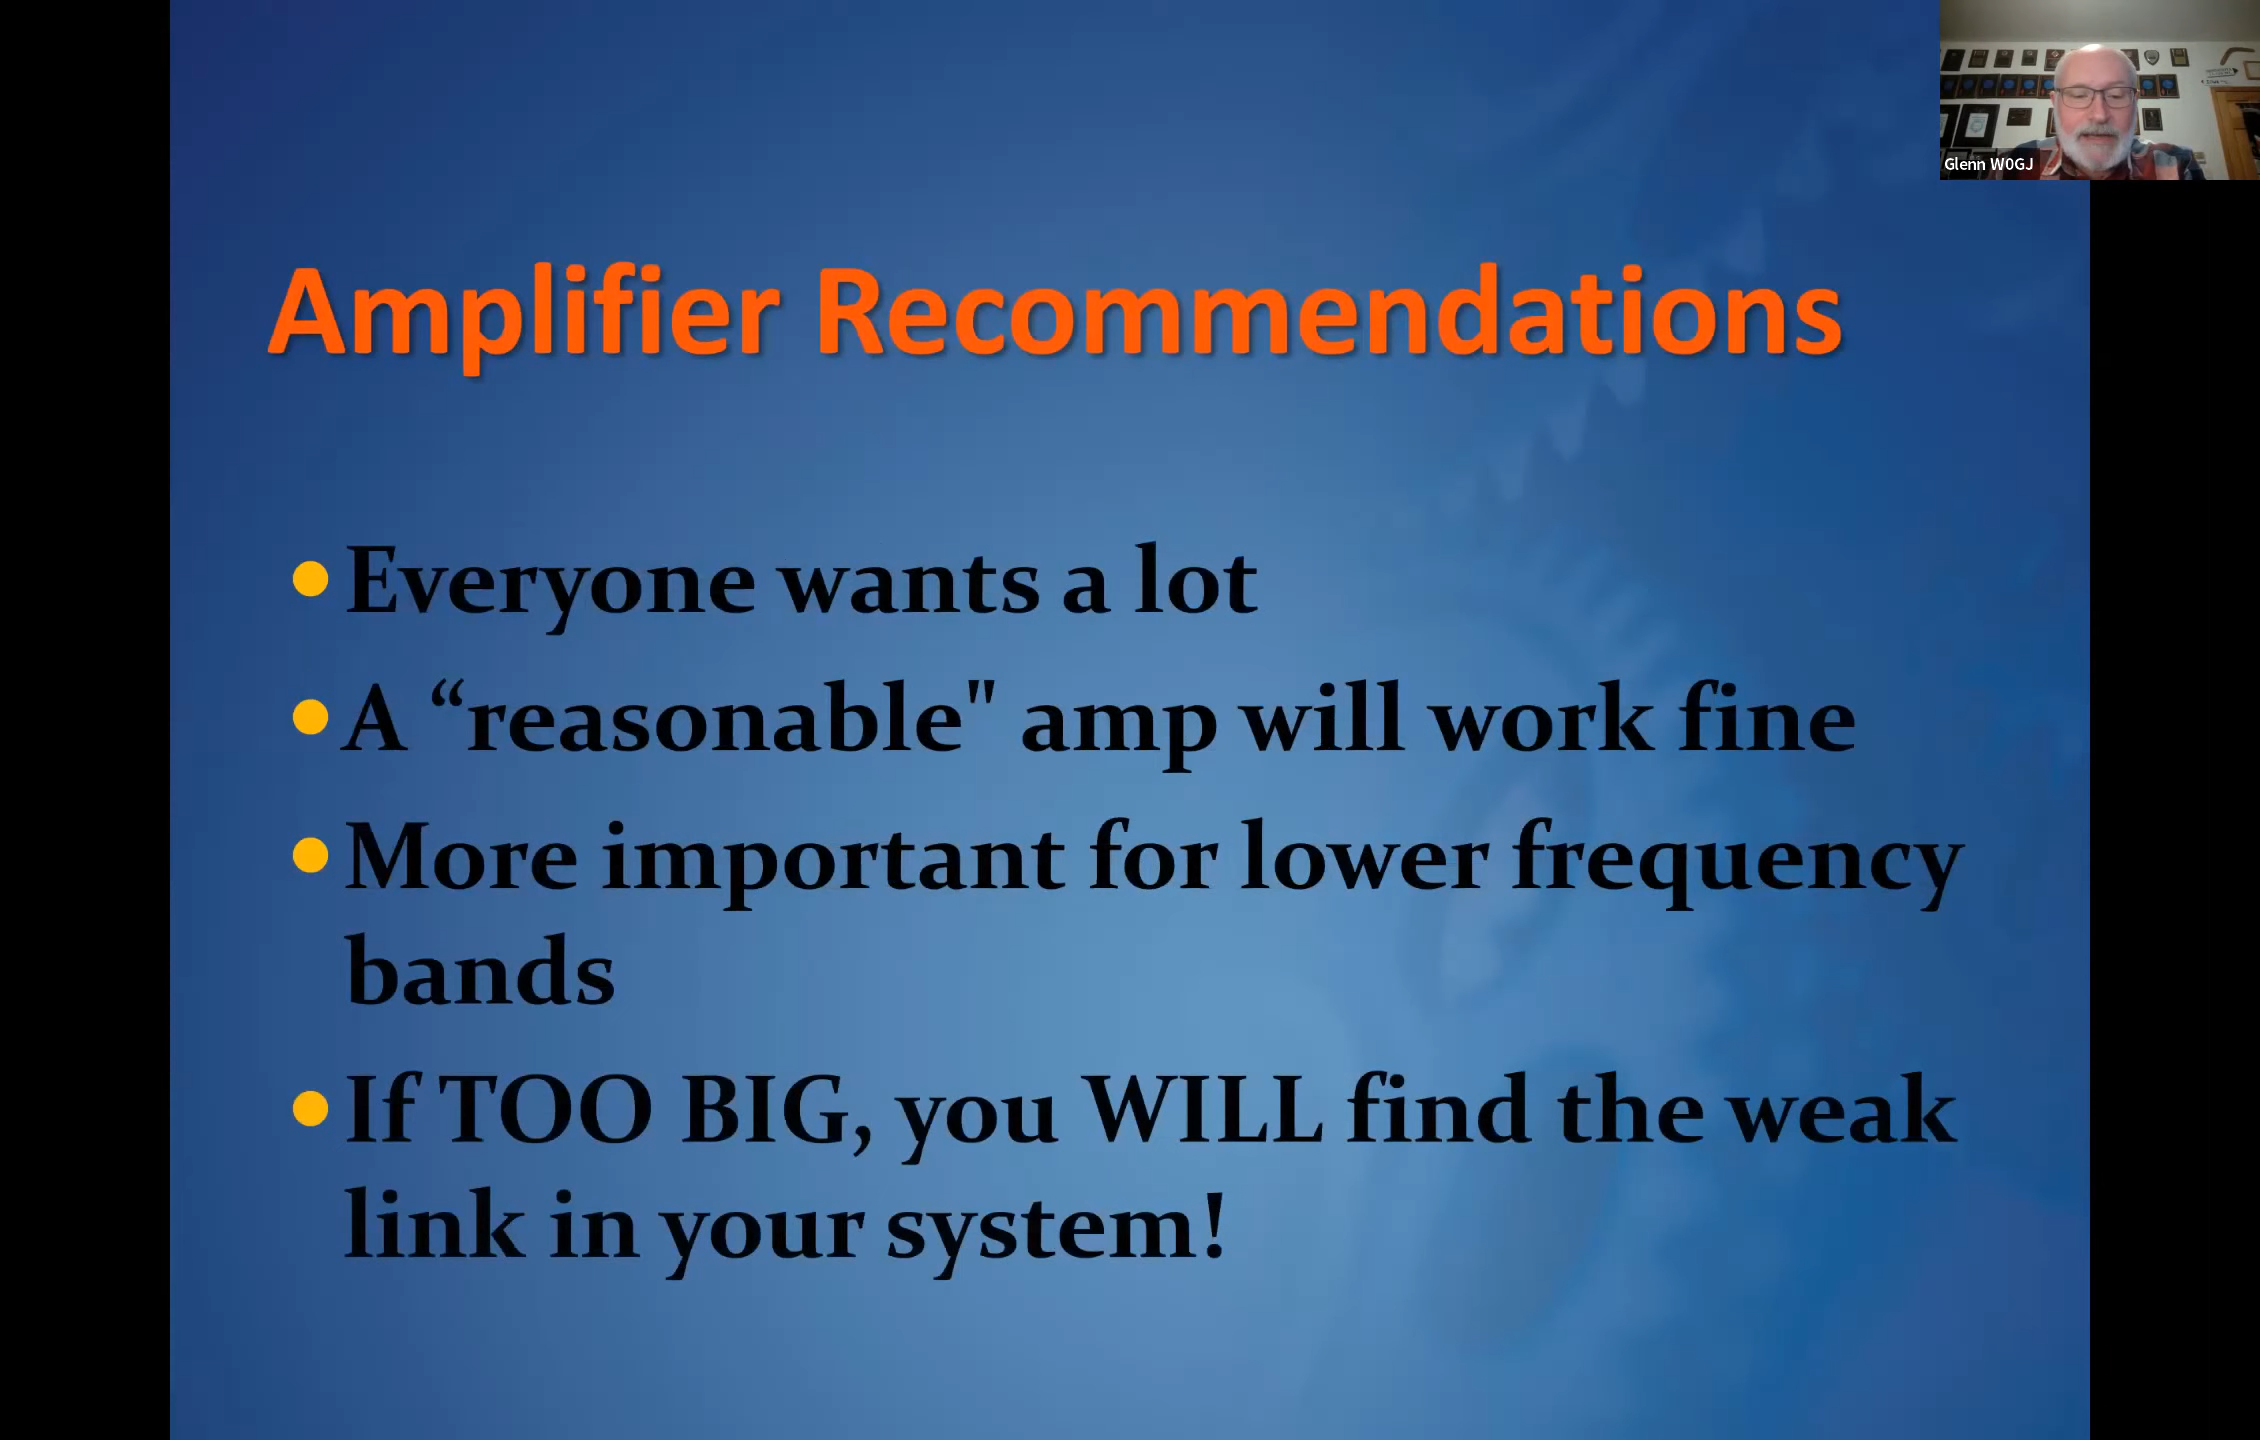 Glenn W0GJ
Amplifier Recommendations
• Everyone wants a lot
• A “reasonable" amp will work fine
• More important for lower frequency
bands
• If TOO BIG, you WILL find the weak
link in your system!